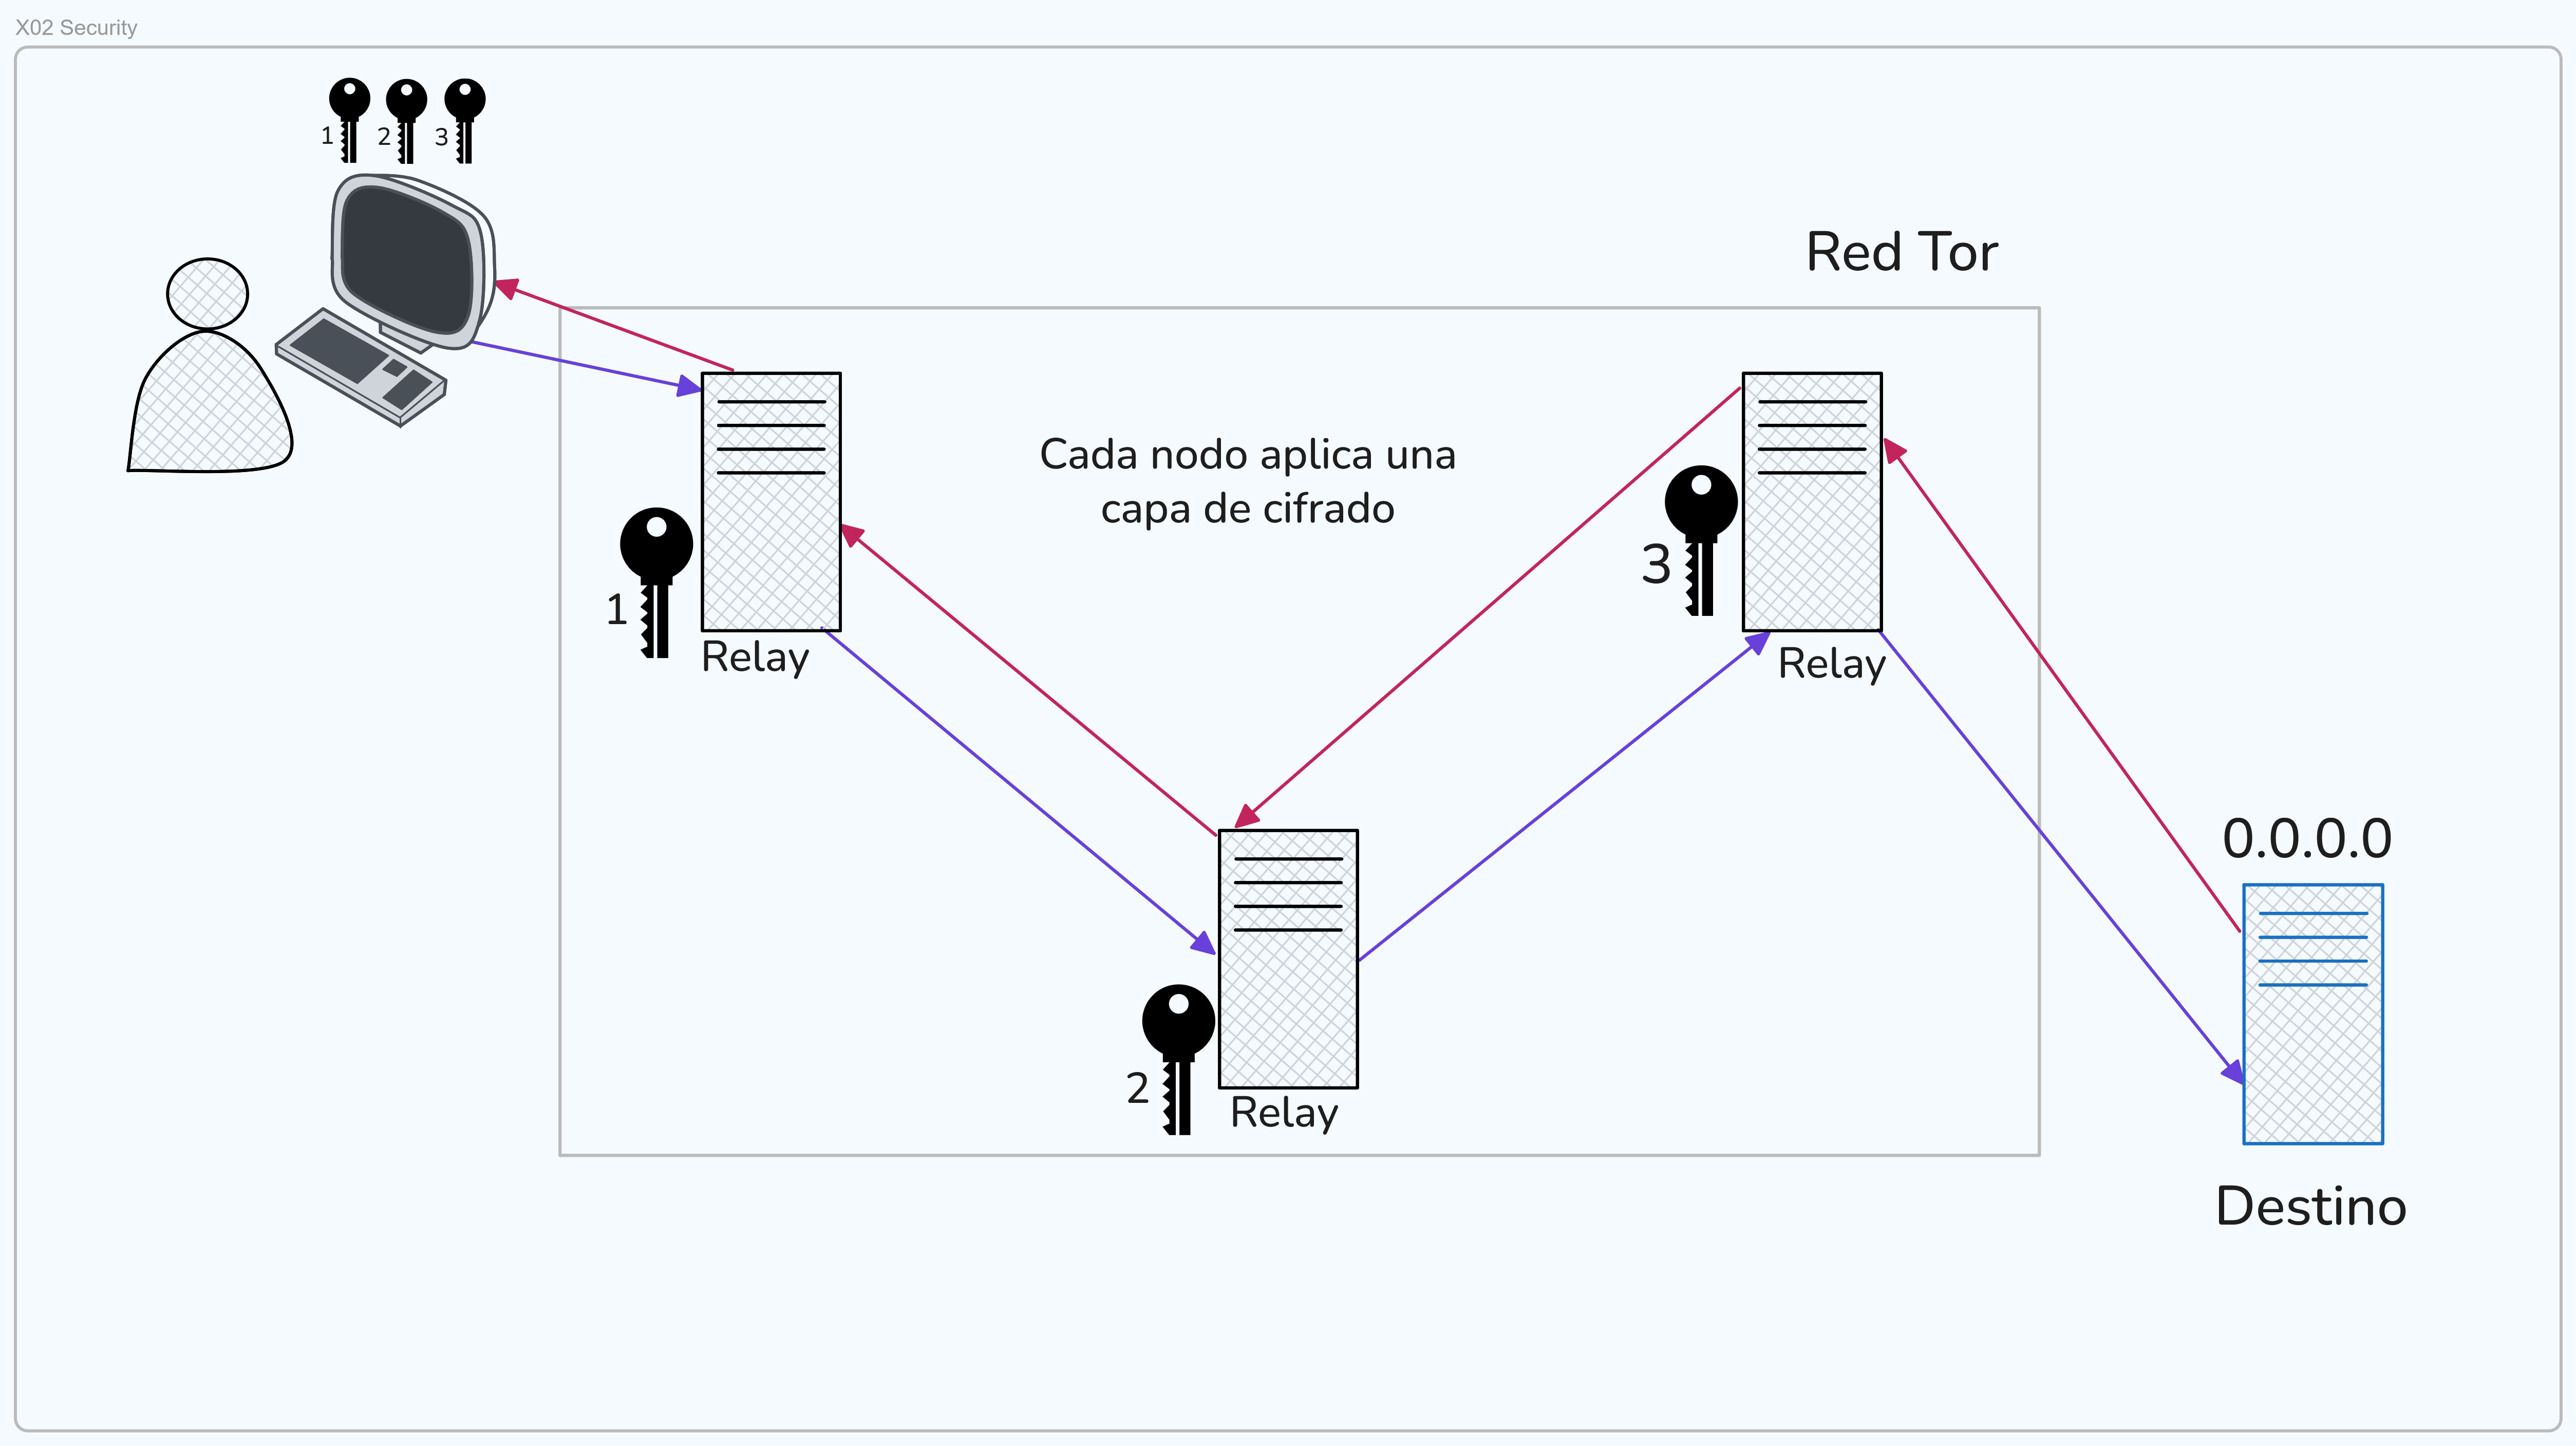 X02 Security
1 2 3
Red Tor
Cada nodo aplica una
capa de cifrado
1
Relay
3
Relay
2
Relay
0.0.0.0
Destino